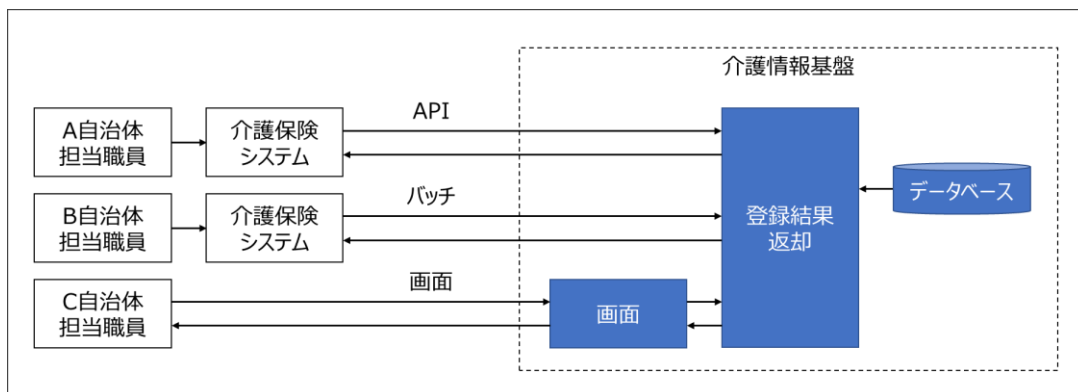 介護情報基盤
A自治体
担当職員
介護保険
システム
API
B自治体
担当職員
介護保険
システム
バッチ
登録結果
返却
データベース
C自治体
担当職員
画面
画面